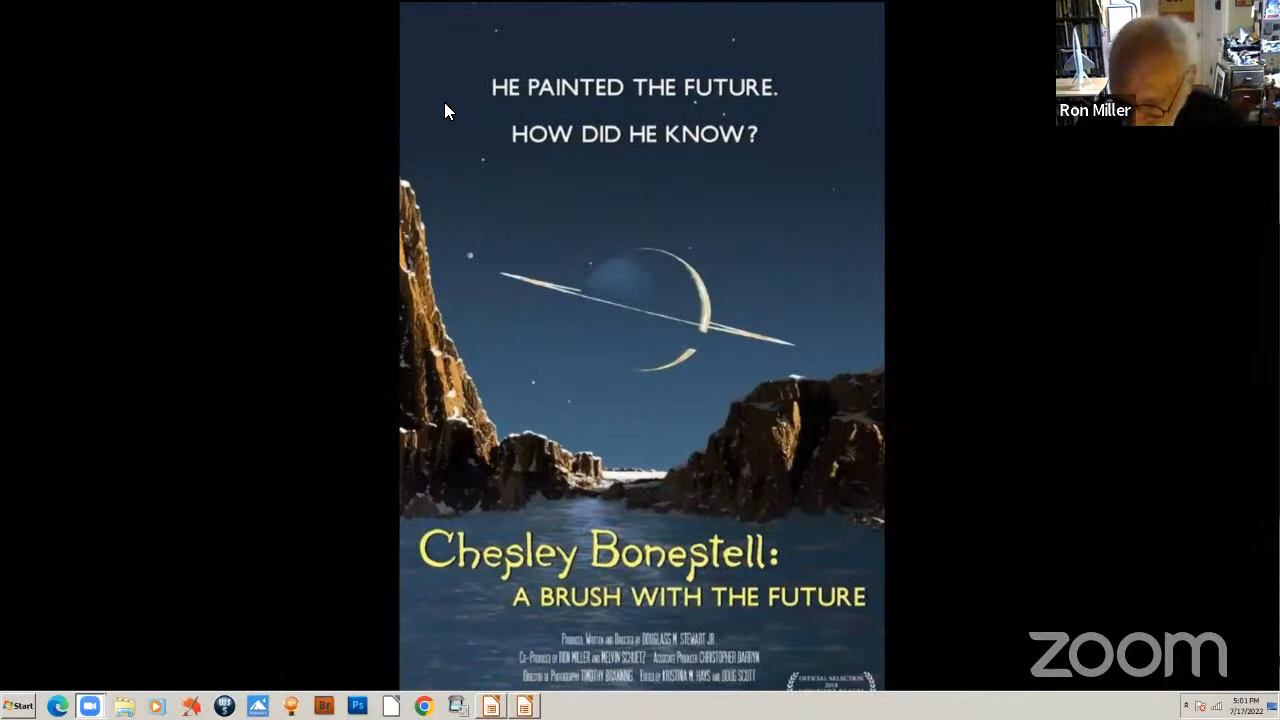 HE PAINTED THE FUTURE.
HOW DID HE KNOW?
Ron Miller
Chesley Bonestell:
A BRUSH WITH THE FUTURE
PRODUCED, WRITTEN AND DIRECTED BY DOUGLASS M. STEWART JR.
CO-PRODUCED BY RON MILLER AND MELVIN SCHUETZ ASSOCIATE PRODUCER CHRISTOPHER DARRYN
DIRECTOR OF PHOTOGRAPHY TIMOTHY BRANNING EDITED BY KRISTINA M. HAYS AND DOUG SCOTT
OFFICIAL SELECTION
2018
zoom
Start
Br
Ps
5:01 PM
7/17/2022